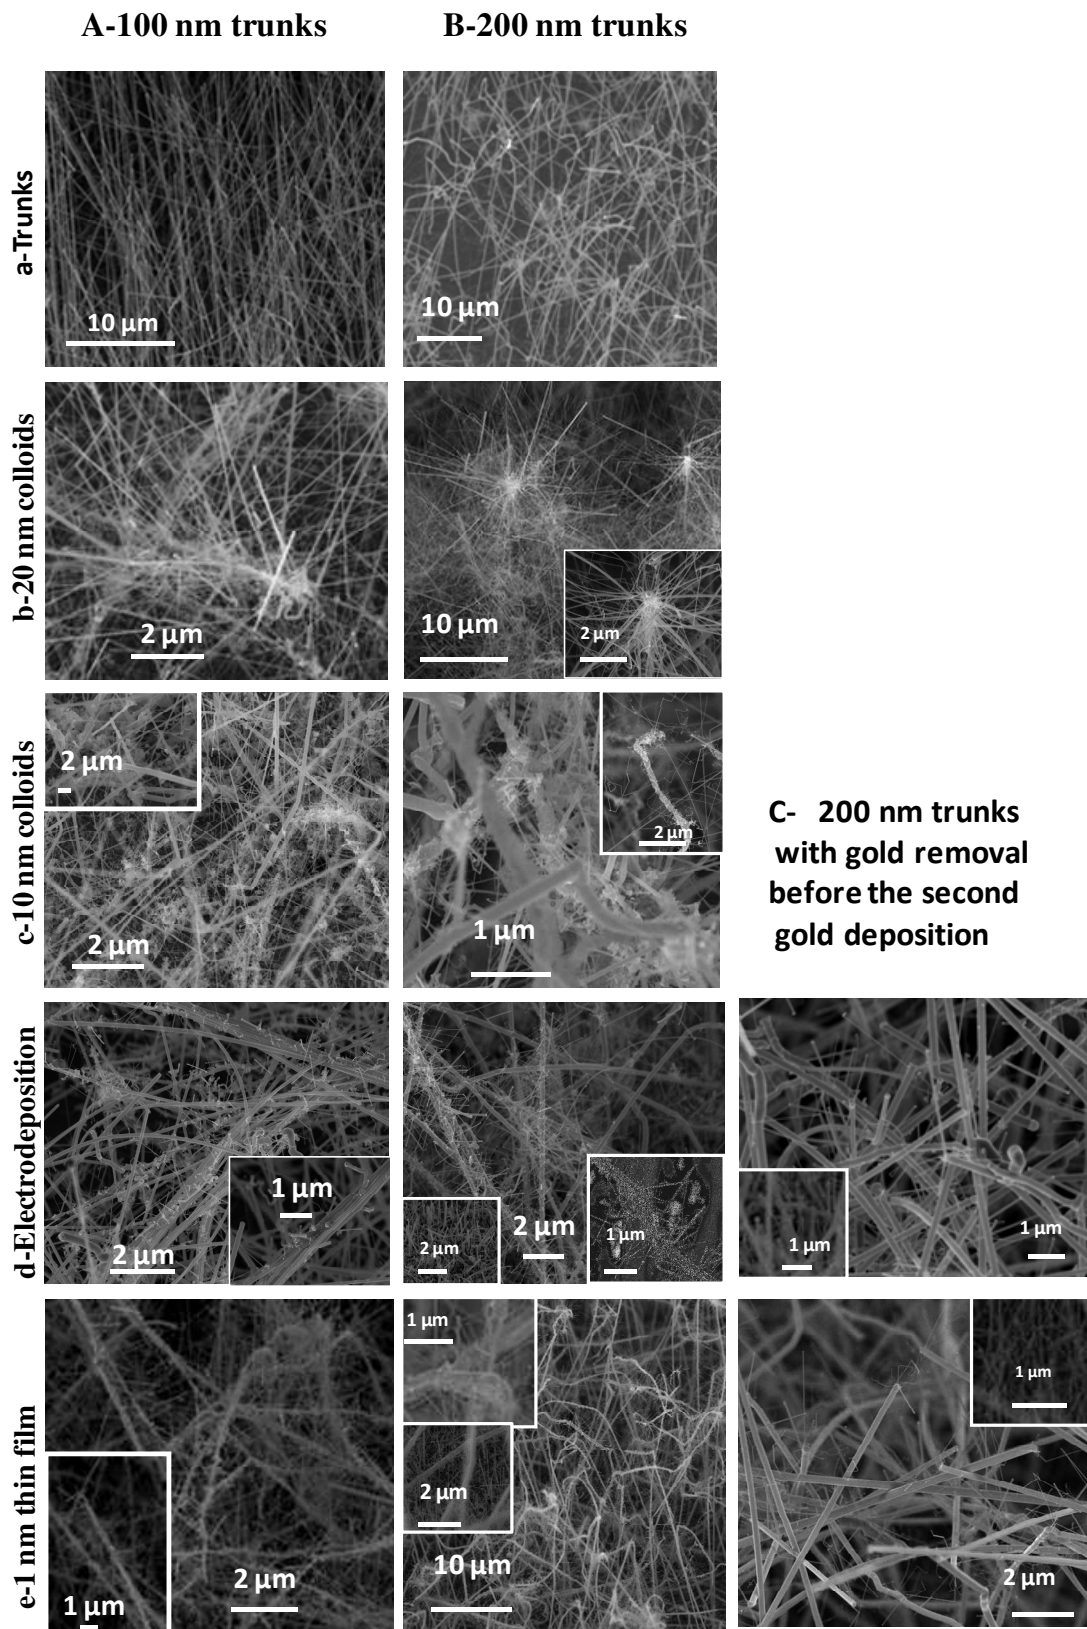 A-100 nm trunks
B-200 nm trunks
a-Trunks
10 µm
10 µm
b-20 nm colloids
2 µm
10 µm
2 µm
c-10 nm colloids
2 µm
2 µm
1 µm
2 µm
C- 200 nm trunks
with gold removal
before the second
gold deposition
d-Electrodeposition
2 µm
1 µm
2 µm
2 µm
1 µm
1 µm
1 µm
e-1 nm thin film
1 µm
2 µm
1 µm
2 µm
10 µm
1 µm
2 µm